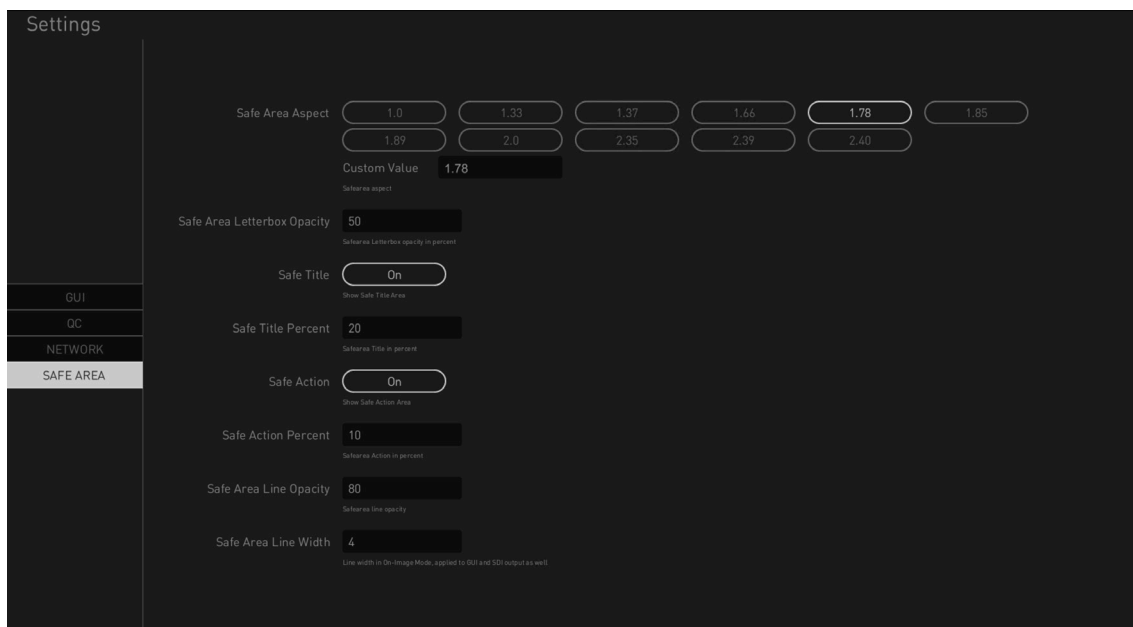 Settings
Safe Area Aspect 1.0 1.33 1.37 1.66 1.78 1.85
1.89 2.0 2.35 2.39 2.40
Custom Value 1.78
Safearea aspect
Safe Area Letterbox Opacity 50
Safearea Letterbox opacity in percent
Safe Title On
Show Safe Title Area
GUI
QC
NETWORK
SAFE AREA
Safe Title Percent 20
Safearea Title in percent
Safe Action On
Show Safe Action Area
Safe Action Percent 10
Safearea Action in percent
Safe Area Line Opacity 80
Safearea line opacity
Safe Area Line Width 4
Line width in On-Image Mode, applied to GUI and SDI output as well